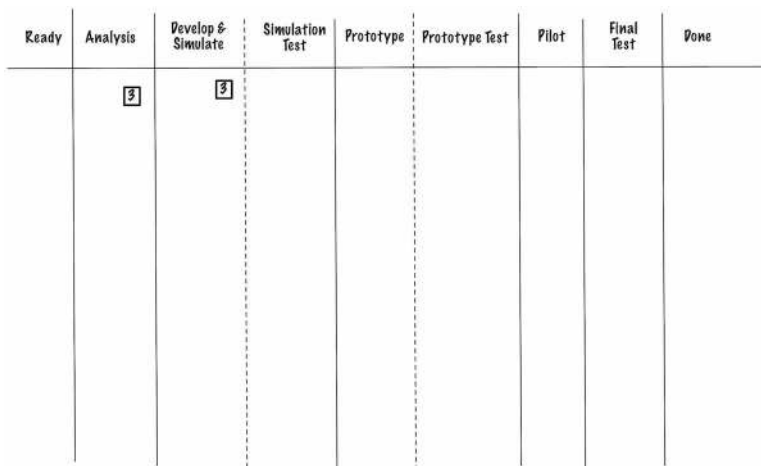 Ready
Analysis
Develop &
Simulate
Simulation
Test
Prototype
Prototype Test
Pilot
Final
Test
Done
3
3